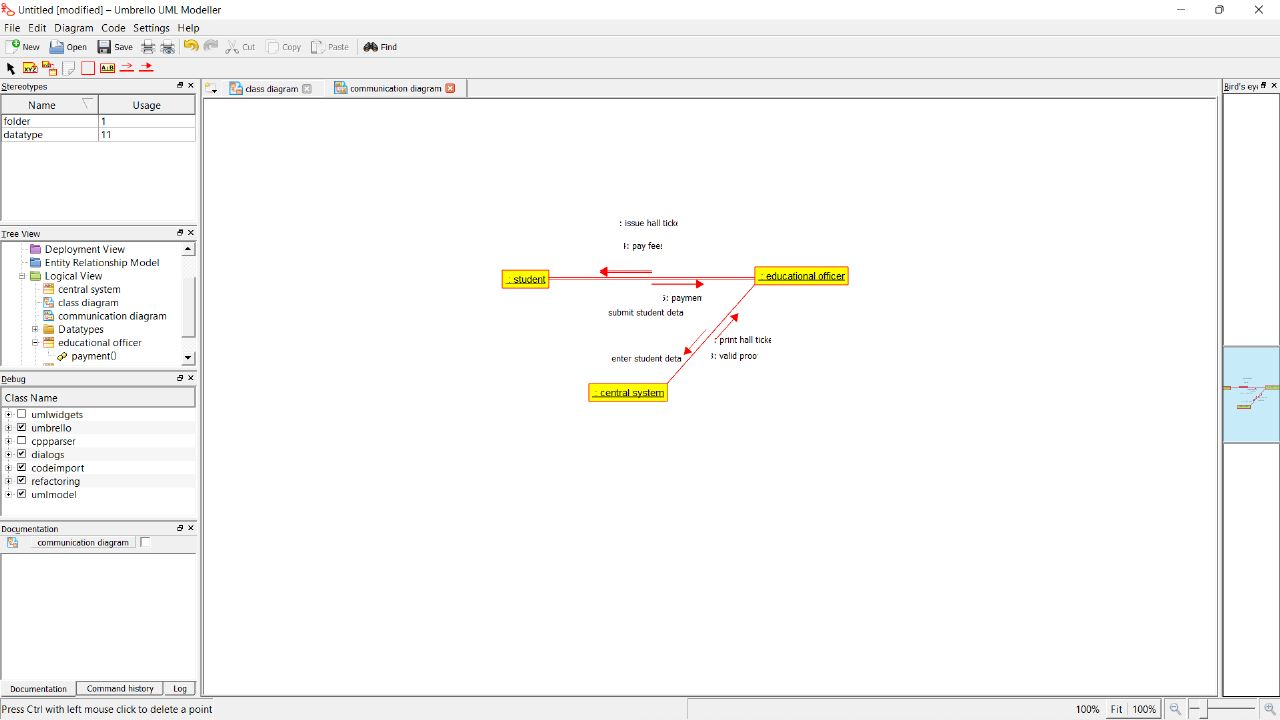 Untitled [modified] – Umbrello UML Modeller
File Edit Diagram Code Settings Help
New Open Save Cut Copy Paste Find
Stereotypes
Name Usage
folder 1
datatype 11
Tree View
Deployment View
Entity Relationship Model
Logical View
central system
class diagram
communication diagram
Datatypes
educational officer
payment()
Debug
Class Name
umlwidgets
umbrello
cppparser
dialogs
codeimport
refactoring
umlmodel
Documentation
communication diagram
Documentation Command history Log
class diagram communication diagram
: issue hall ticke
: pay fee
: student
: educational officer
: paymen
submit student deta
: print hall ticke
enter student deta
: valid proo
: central system
Bird's ey
Press Ctrl with left mouse click to delete a point
100% Fit 100%